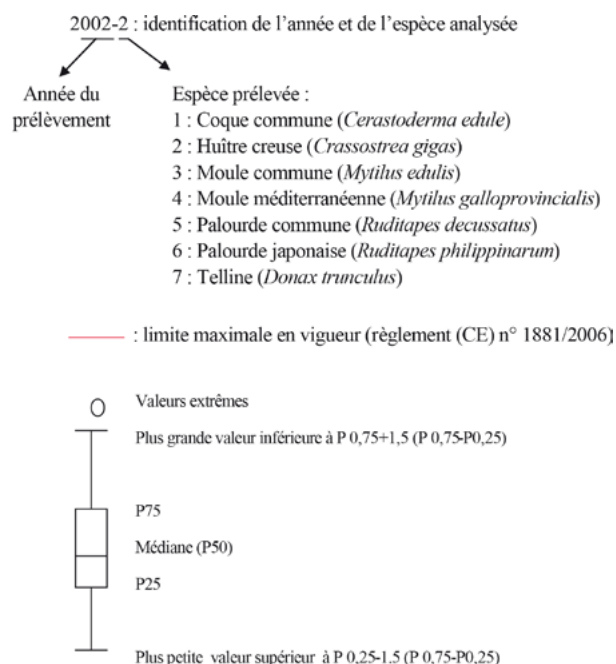 2002-2 : identification de l'année et de l'espèce analysée
Année du
prélèvement
Espèce prélevée :
1 : Coque commune (Cerastoderma edule)
2 : Huître creuse (Crassostrea gigas)
3 : Moule commune (Mytilus edulis)
4 : Moule méditerranéenne (Mytilus galloprovincialis)
5 : Palourde commune (Ruditapes decussatus)
6 : Palourde japonaise (Ruditapes philippinarum)
7 : Telline (Donax trunculus)
: limite maximale en vigueur (règlement (CE) n° 1881/2006)
Valeurs extrêmes
Plus grande valeur inférieure à P 0,75+1,5 (P 0,75-P0,25)
P75
Médiane (P50)
P25
Plus petite valeur supérieur à P 0,25-1,5 (P 0,75-P0,25)